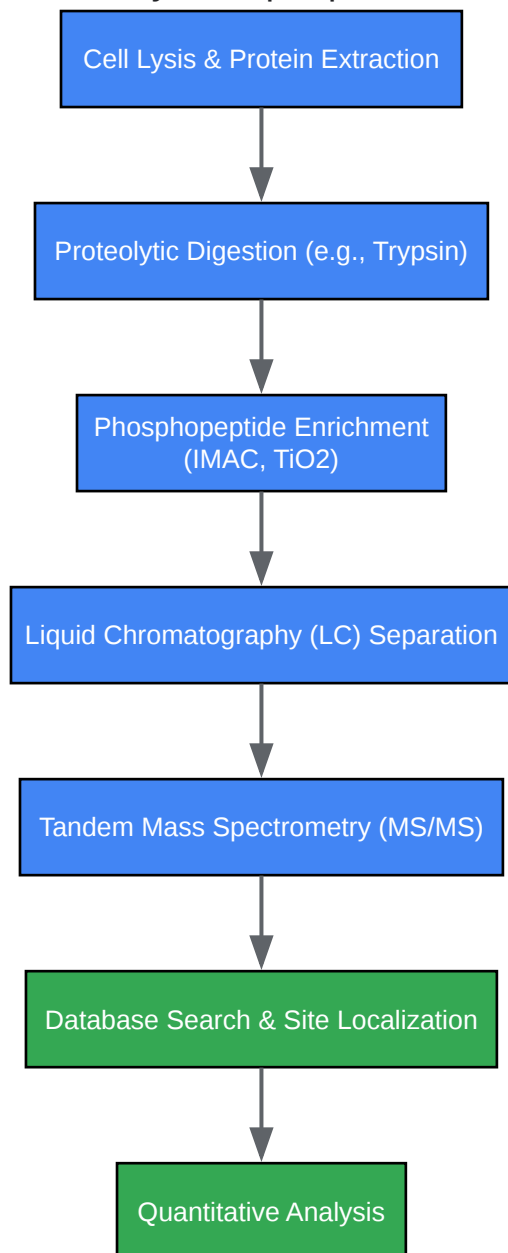 Cell Lysis & Protein Extraction
Proteolytic Digestion (e.g., Trypsin)
Phosphopeptide Enrichment
(IMAC, TiO2)
Liquid Chromatography (LC) Separation
Tandem Mass Spectrometry (MS/MS)
Database Search & Site Localization
Quantitative Analysis